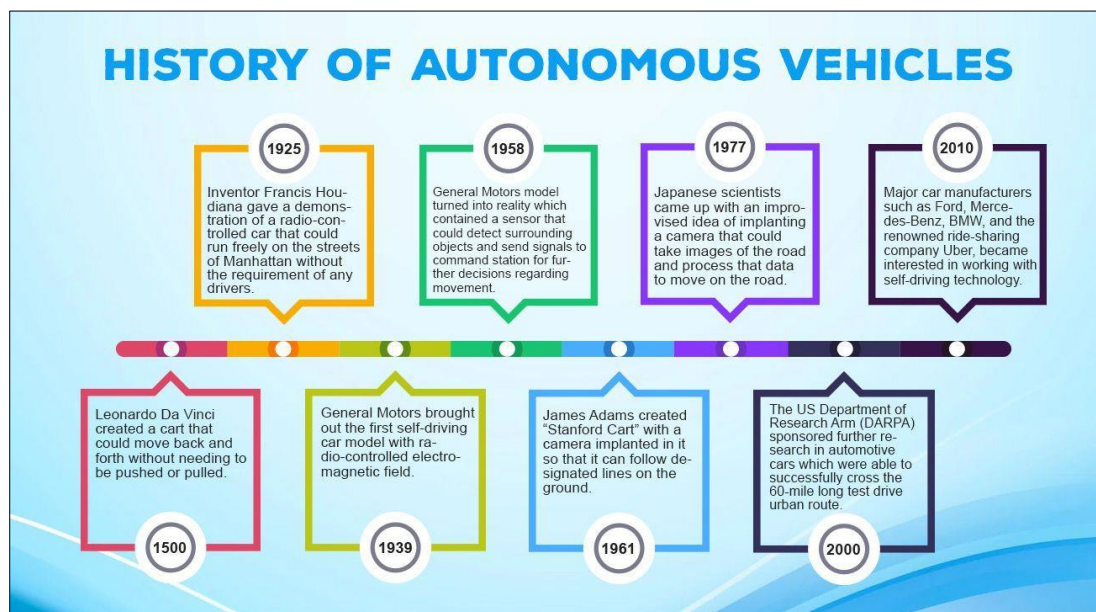 HISTORY OF AUTONOMOUS VEHICLES
1925
Inventor Francis Hou-
diana gave a demons-
tration of a radio-con-
trolled car that could
run freely on the streets
of Manhattan without
the requirement of any
drivers.
1958
General Motors model
turned into reality which
contained a sensor that
could detect surrounding
objects and send signals to
command station for fur-
ther decisions regarding
movement.
1977
Japanese scientists
came up with an impro-
vised idea of implanting
a camera that could
take images of the road
and process that data
to move on the road.
2010
Major car manufacturers
such as Ford, Merce-
des-Benz, BMW, and the
renowned ride-sharing
company Uber, became
interested in working with
self-driving technology.
Leonardo Da Vinci
created a cart that
could move back and
forth without needing to
be pushed or pulled.
1500
General Motors brought
out the first self-driving
car model with ra-
dio-controlled electro-
magnetic field.
1939
James Adams created
“Stanford Cart” with a
camera implanted in it
so that it can follow de-
signated lines on the
ground.
1961
The US Department of
Research Arm (DARPA)
sponsored further re-
search in automotive
cars which were able to
successfully cross the
60-mile long test drive
urban route.
2000